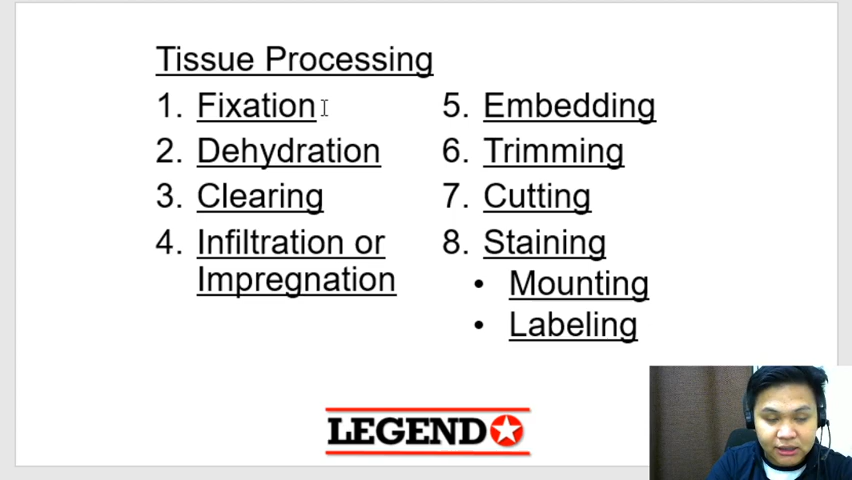 Tissue Processing
1. Fixation
2. Dehydration
3. Clearing
4. Infiltration or
Impregnation
5. Embedding
6. Trimming
7. Cutting
8. Staining
• Mounting
• Labeling
LEGEND